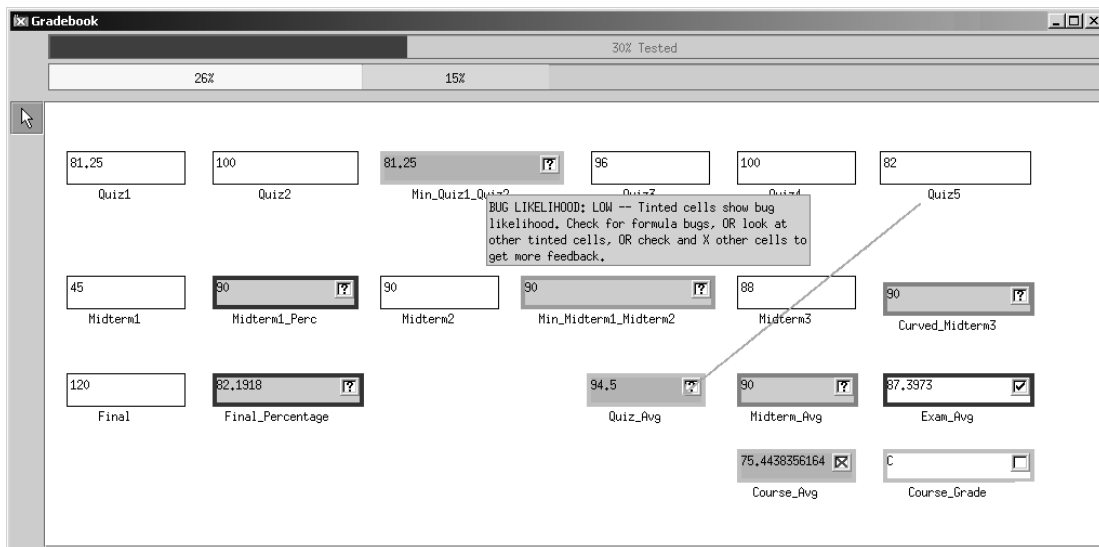 Gradebook
30% Tested
26% 15%
81.25 100 81.25 ? 96 100 82
Quiz1 Quiz2 Min_Quiz1_Quiz2 Quiz3 Quiz4 Quiz5
BUG LIKELIHOOD: LOW -- Tinted cells show bug
likelihood. Check for formula bugs, OR look at
other tinted cells, OR check and X other cells to
get more feedback.
45 90 ? 90 90 ? 88 90 ?
Midterm1 Midterm1_Perc Midterm2 Min_Midterm1_Midterm2 Midterm3 Curved_Midterm3
120 82.1918 ? 94.5 ? 90 ? 87.3973
Final Final_Percentage Quiz_Avg Midterm_Avg Exam_Avg
75.4438356164 C
Course_Avg Course_Grade